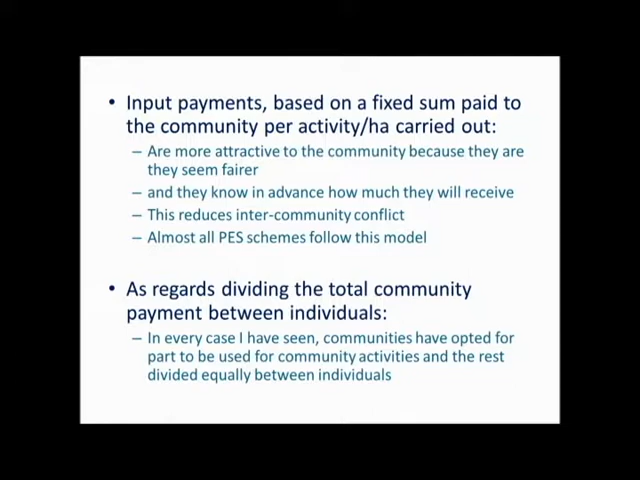 • Input payments, based on a fixed sum paid to
the community per activity/ha carried out:
– Are more attractive to the community because they are
they seem fairer
– and they know in advance how much they will receive
– This reduces inter-community conflict
– Almost all PES schemes follow this model
• As regards dividing the total community
payment between individuals:
– In every case I have seen, communities have opted for
part to be used for community activities and the rest
divided equally between individuals